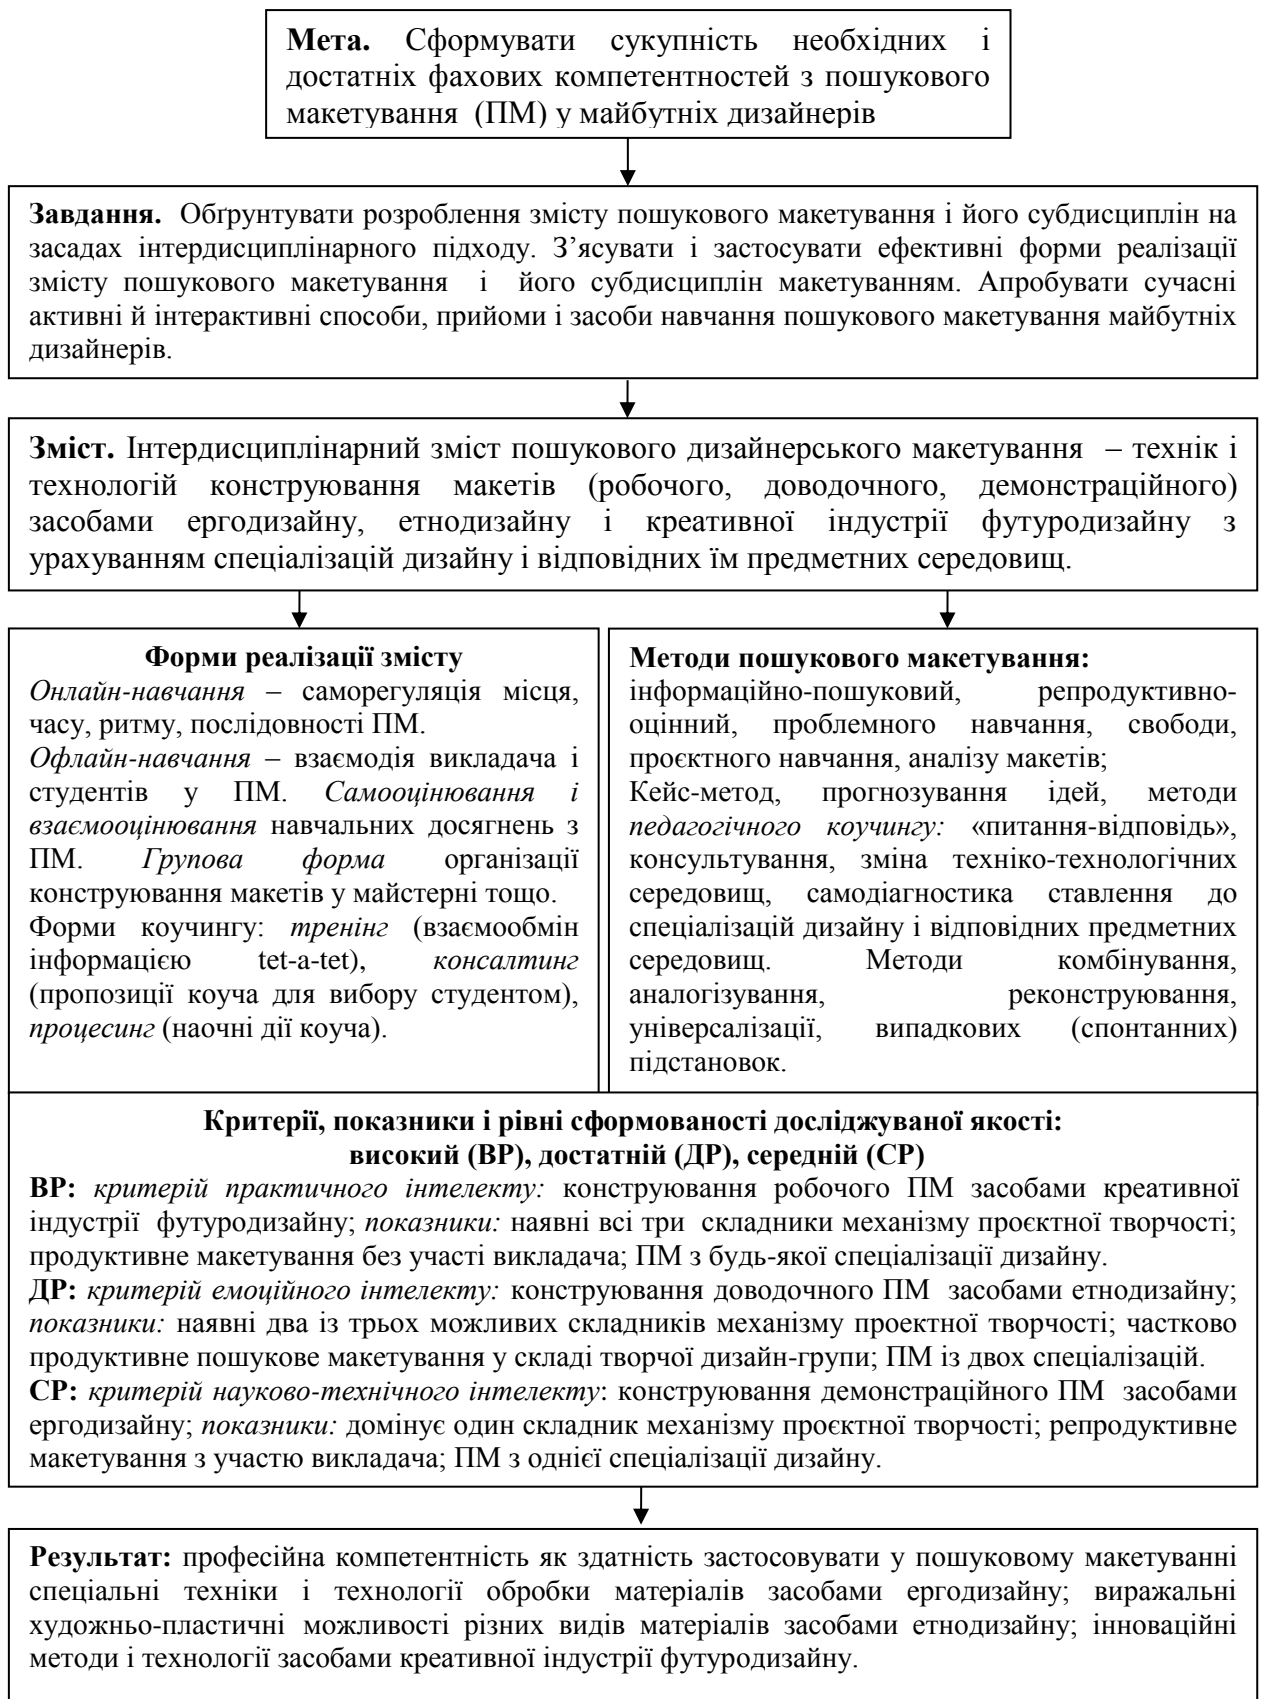 Мета. Сформувати сукупність необхідних і
достатніх фахових компетентностей з пошукового
макетування (ПМ) у майбутніх дизайнерів
Завдання. Обґрунтувати розроблення змісту пошукового макетування і його субдисциплін на
засадах інтердисциплінарного підходу. З’ясувати і застосувати ефективні форми реалізації
змісту пошукового макетування і його субдисциплін макетуванням. Апробувати сучасні
активні й інтерактивні способи, прийоми і засоби навчання пошукового макетування майбутніх
дизайнерів.
Зміст. Інтердисциплінарний зміст пошукового дизайнерського макетування – технік і
технологій конструювання макетів (робочого, доводочного, демонстраційного)
засобами ергодизайну, етнодизайну і креативної індустрії футуродизайну з
урахуванням спеціалізацій дизайну і відповідних їм предметних середовищ.
Форми реалізації змісту
Онлайн-навчання – саморегуляція місця,
часу, ритму, послідовності ПМ.
Офлайн-навчання – взаємодія викладача і
студентів у ПМ. Самооцінювання і
взаємооцінювання навчальних досягнень з
ПМ. Групова форма організації
конструювання макетів у майстерні тощо.
Форми коучингу: тренінг (взаємообмін
інформацією tet-a-tet), консалтинг
(пропозиції коуча для вибору студентом),
процесинг (наочні дії коуча).
Методи пошукового макетування:
інформаційно-пошуковий, репродуктивно-
оцінний, проблемного навчання, свободи,
проєктного навчання, аналізу макетів;
Кейс-метод, прогнозування ідей, методи
педагогічного коучингу: «питання-відповідь»,
консультування, зміна техніко-технологічних
середовищ, самодіагностика ставлення до
спеціалізацій дизайну і відповідних предметних
середовищ. Методи комбінування,
аналогізування, реконструювання,
універсалізації, випадкових (спонтанних)
підстановок.
Критерії, показники і рівні сформованості досліджуваної якості:
високий (ВР), достатній (ДР), середній (СР)
ВР: критерій практичного інтелекту: конструювання робочого ПМ засобами креативної
індустрії футуродизайну; показники: наявні всі три складники механізму проєктної творчості;
продуктивне макетування без участі викладача; ПМ з будь-якої спеціалізації дизайну.
ДР: критерій емоційного інтелекту: конструювання доводочного ПМ засобами етнодизайну;
показники: наявні два із трьох можливих складників механізму проектної творчості; частково
продуктивне пошукове макетування у складі творчої дизайн-групи; ПМ із двох спеціалізацій.
СР: критерій науково-технічного інтелекту: конструювання демонстраційного ПМ засобами
ергодизайну; показники: домінує один складник механізму проєктної творчості; репродуктивне
макетування з участю викладача; ПМ з однієї спеціалізації дизайну.
Результат: професійна компетентність як здатність застосовувати у пошуковому макетуванні
спеціальні техніки і технології обробки матеріалів засобами ергодизайну; виражальні
художньо-пластичні можливості різних видів матеріалів засобами етнодизайну; інноваційні
методи і технології засобами креативної індустрії футуродизайну.